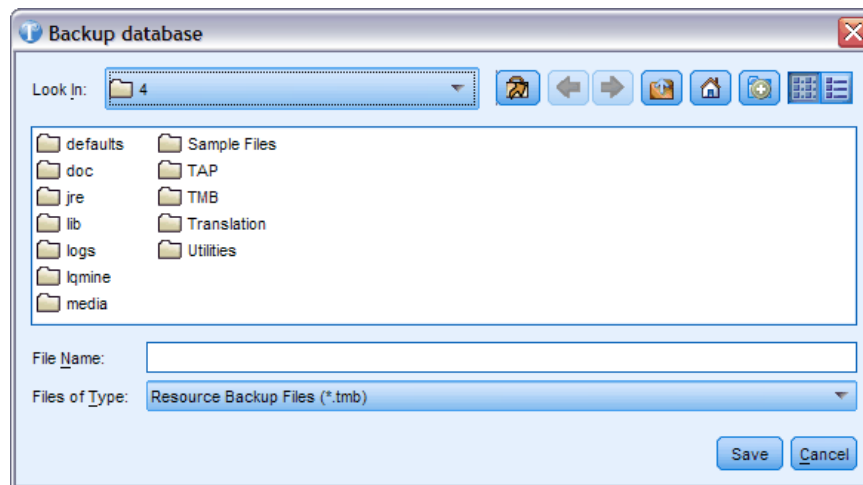 Backup database
Look In: 4
defaults
doc
jre
lib
logs
lqmine
media
Sample Files
TAP
TMB
Translation
Utilities
File Name:
Files of Type: Resource Backup Files (*.tmb)
Save Cancel